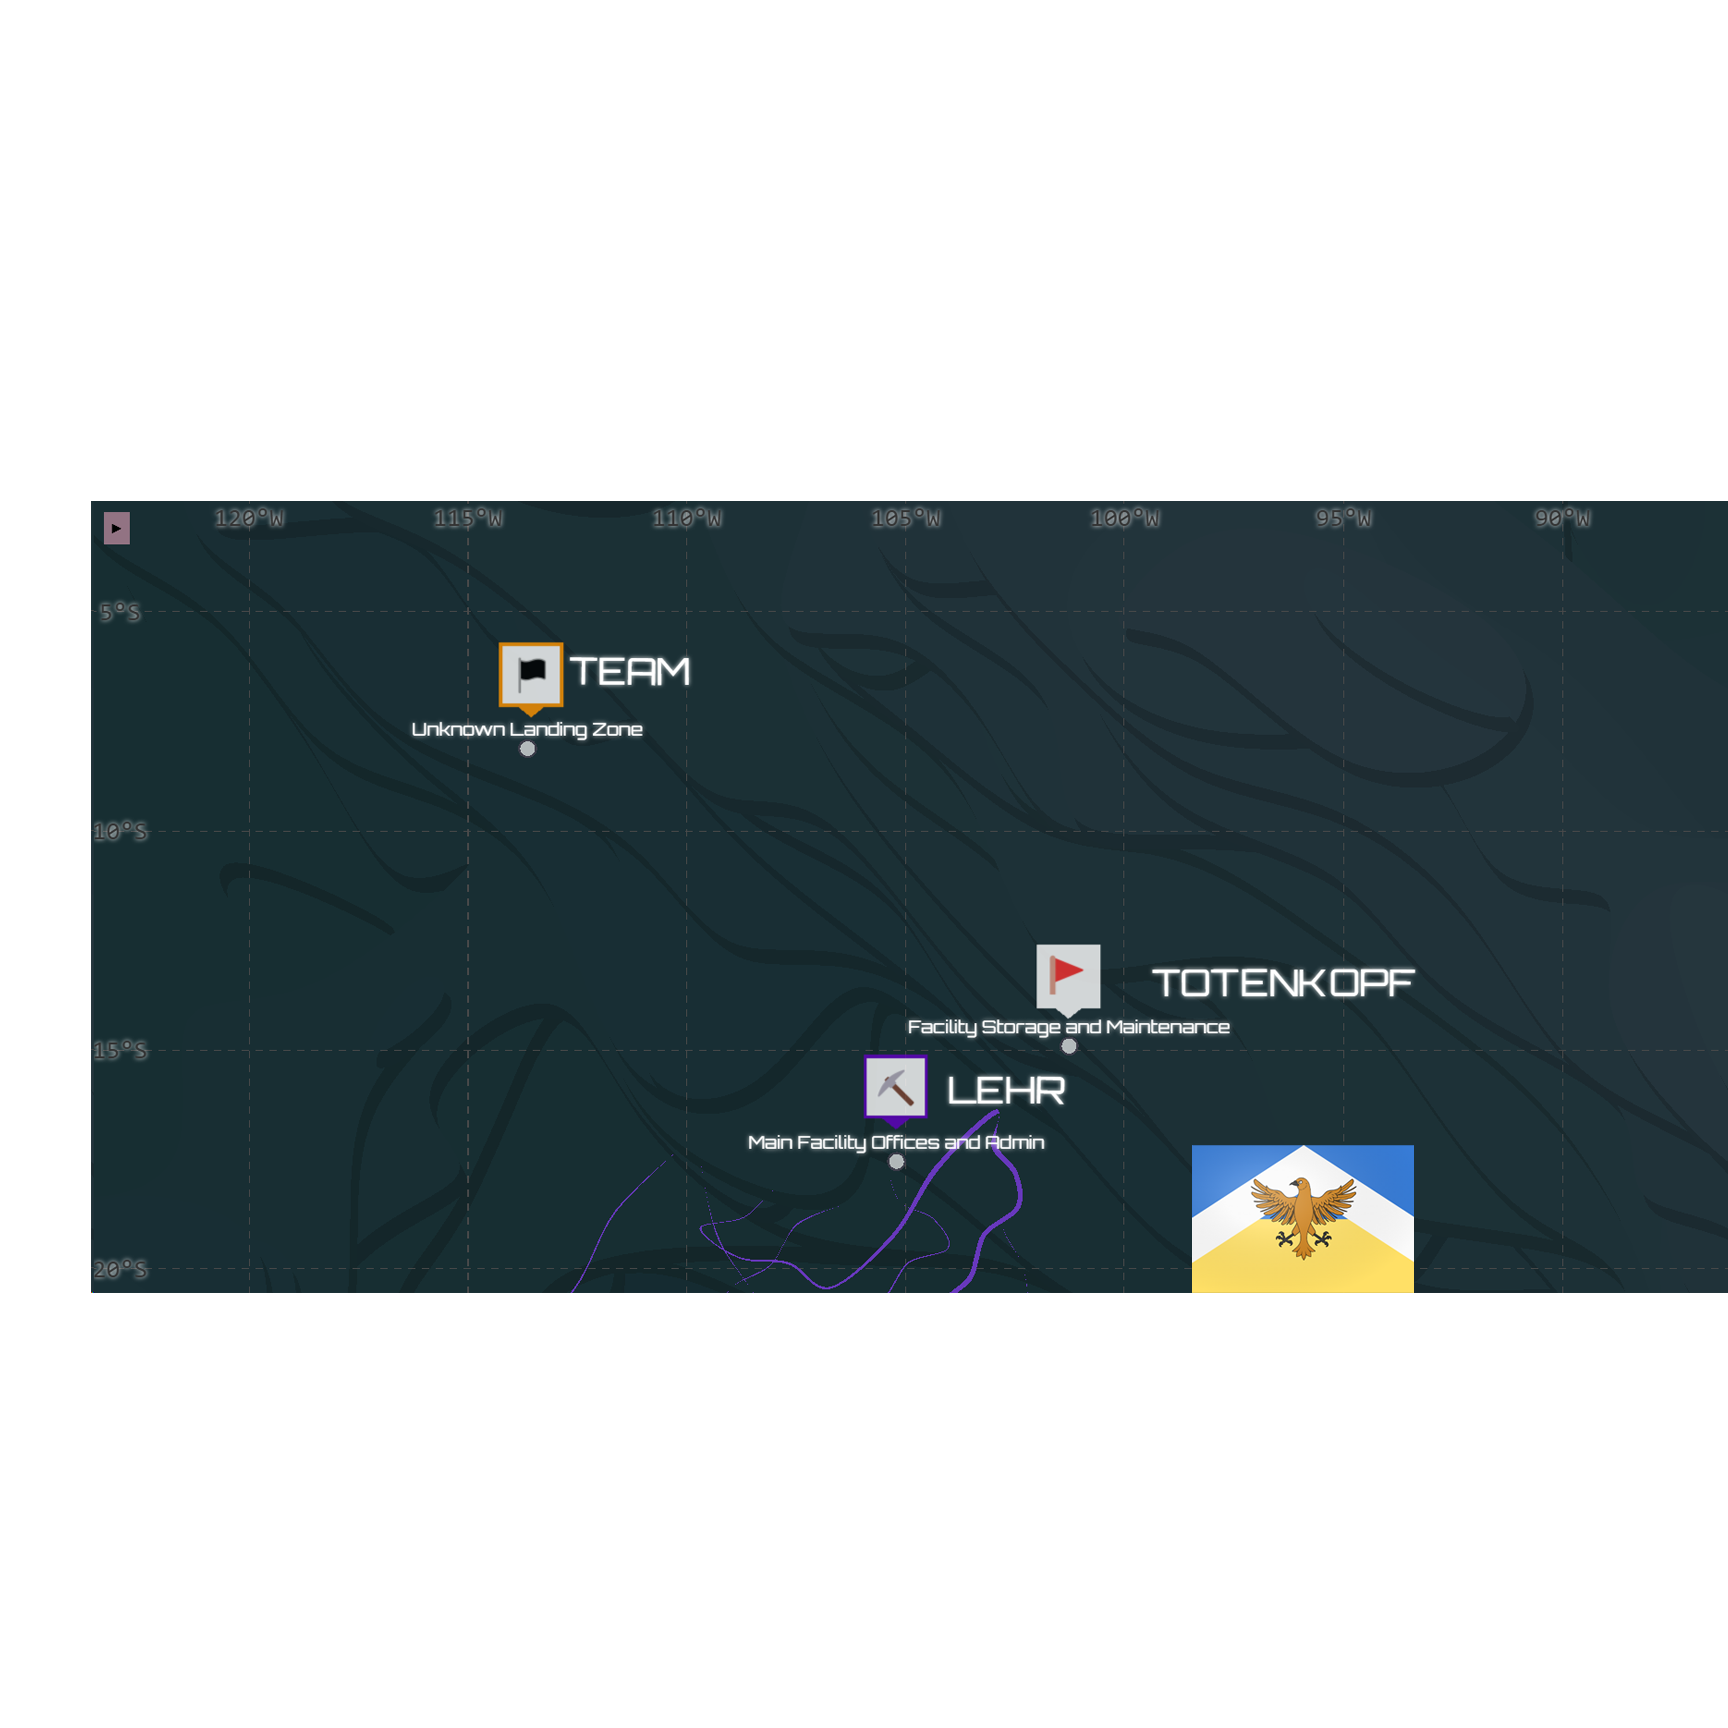 120°W 115°W 110°W 105°W 100°W 95°W 90°W
5°S
TEAM
Unknown Landing Zone
10°S
TOTENKOPF
Facility Storage and Maintenance
15°S
LEHR
Main Facility Offices and Admin
20°S